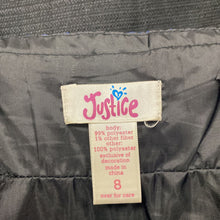 Justice
body:
99% polyester
1% other fiber
other:
100% polyester
exclusive of
decoration
made in
china
8
over for care